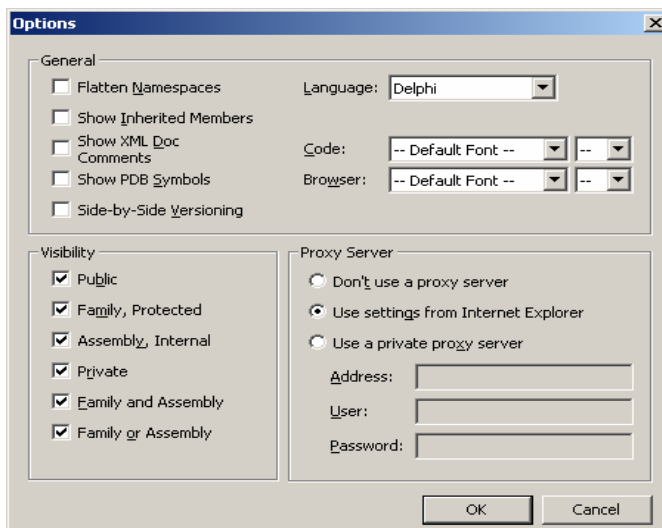 Options
General
Flatten Namespaces
Show Inherited Members
Show XML Doc
Comments
Show PDB Symbols
Side-by-Side Versioning
Language: Delphi
Code: -- Default Font -- --
Browser: -- Default Font -- --
Visibility
Public
Family, Protected
Assembly, Internal
Private
Family and Assembly
Family or Assembly
Proxy Server
Don't use a proxy server
Use settings from Internet Explorer
Use a private proxy server
Address:
User:
Password:
OK
Cancel